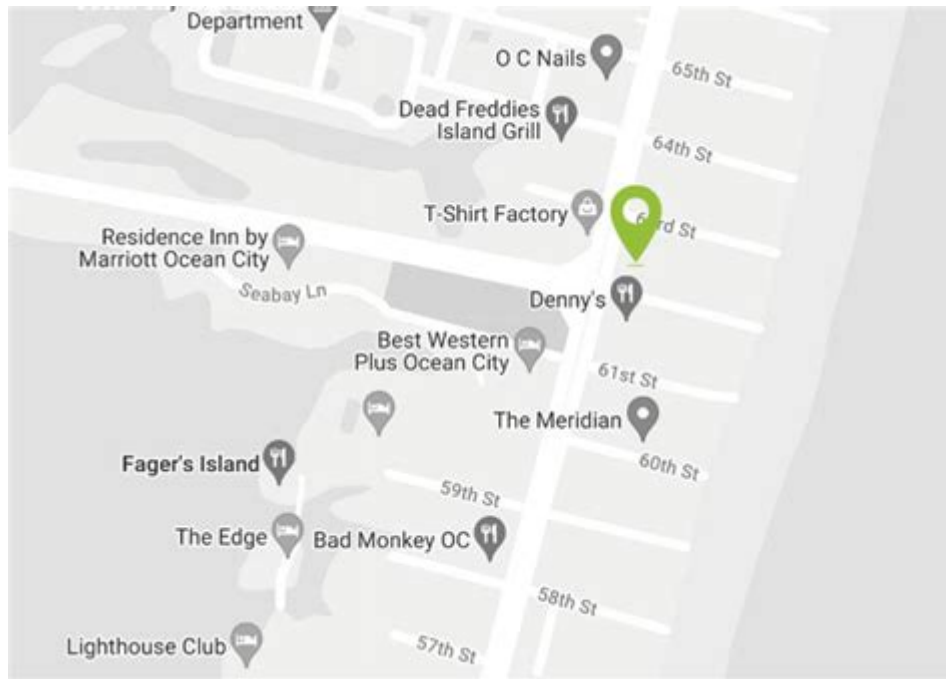 Department
O C Nails
65th St
Dead Freddies
Island Grill
64th St
T-Shirt Factory
rd St
Residence Inn by
Marriott Ocean City
Seabay Ln
Denny's
Best Western
Plus Ocean City
61st St
The Meridian
Fager's Island
60th St
59th St
The Edge
Bad Monkey OC
58th St
Lighthouse Club
57th St